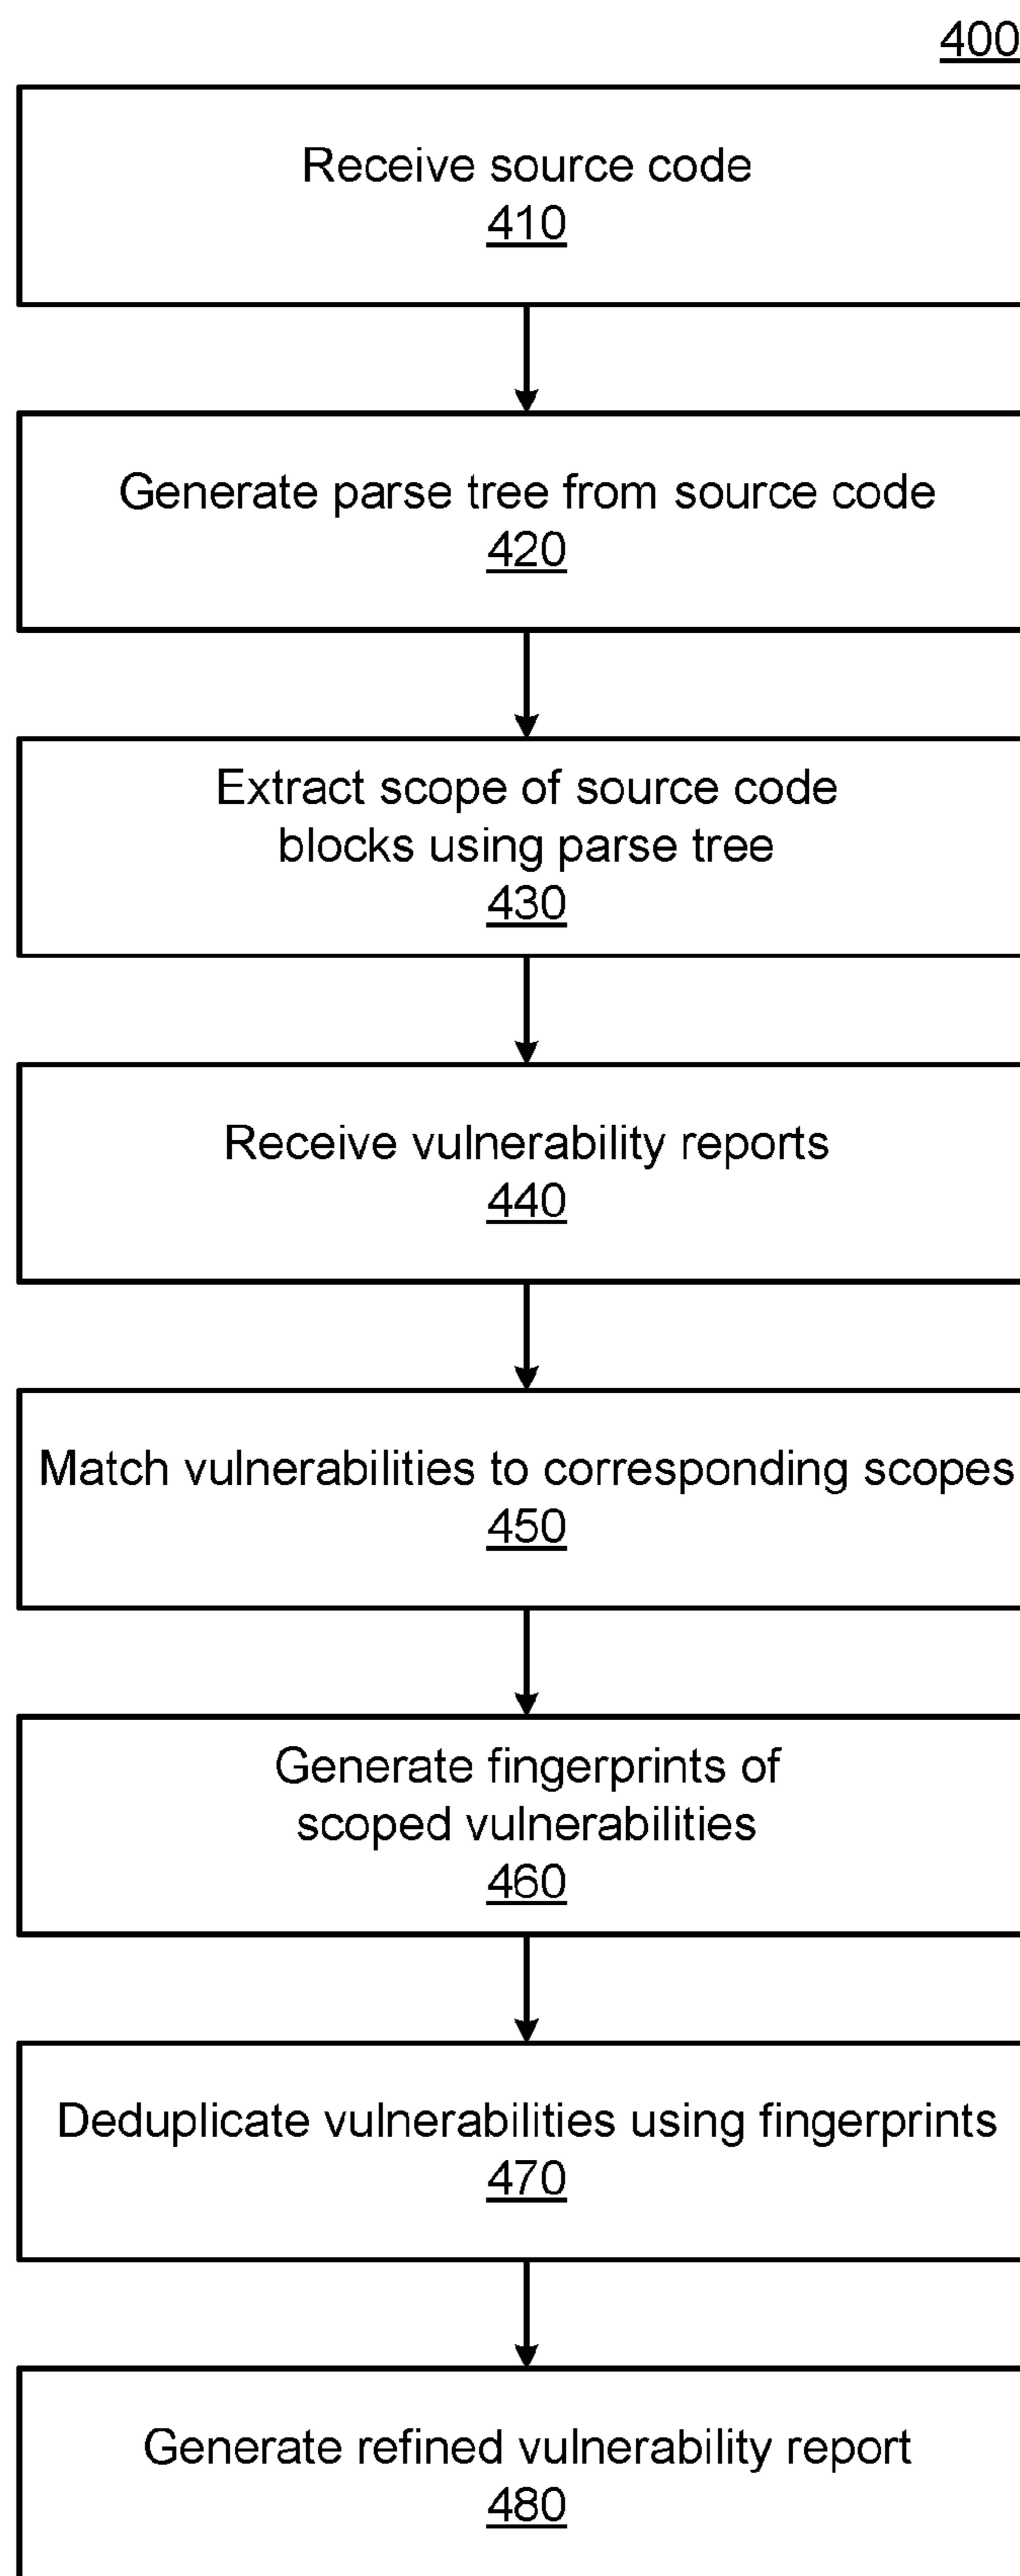 400
Receive source code
410
Generate parse tree from source code
420
Extract scope of source code
blocks using parse tree
430
Receive vulnerability reports
440
Match vulnerabilities to corresponding scopes
450
Generate fingerprints of
scoped vulnerabilities
460
Deduplicate vulnerabilities using fingerprints
470
Generate refined vulnerability report
480